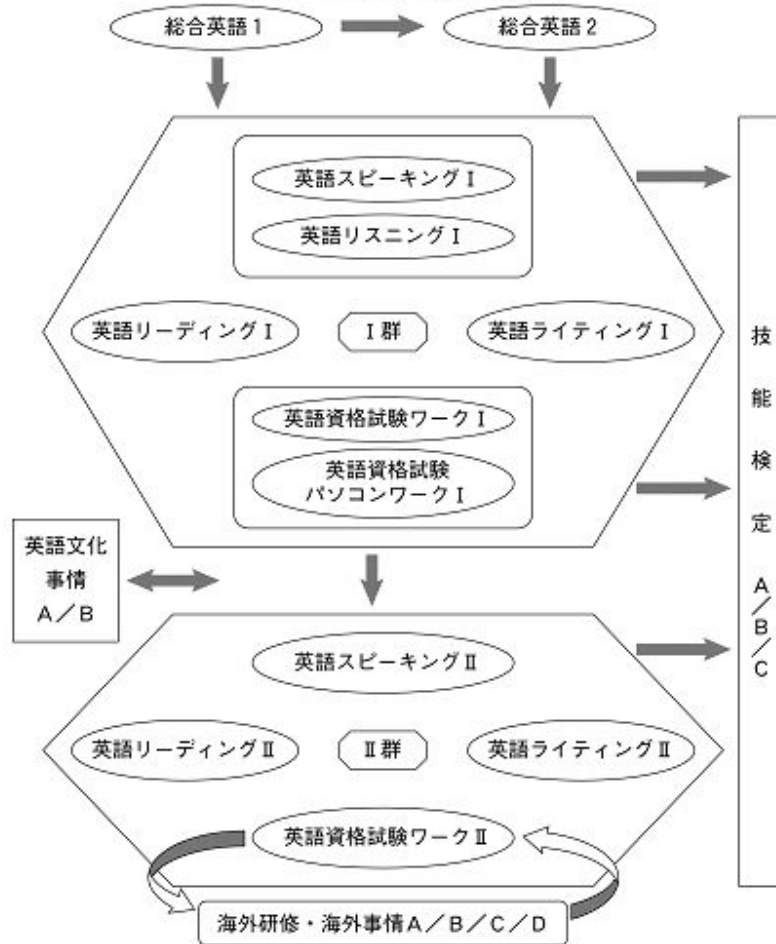 総合英語1
総合英語2
英語スピーキングⅠ
英語リスニングⅠ
英語リーディングⅠ
Ⅰ群
英語ライティングⅠ
英語資格試験ワークⅠ
英語資格試験
パソコンワークⅠ
技能検定 A/B/C
英語文化
事情
A/B
英語スピーキングⅡ
英語リーディングⅡ
Ⅱ群
英語ライティングⅡ
英語資格試験ワークⅡ
海外研修・海外事情A/B/C/D